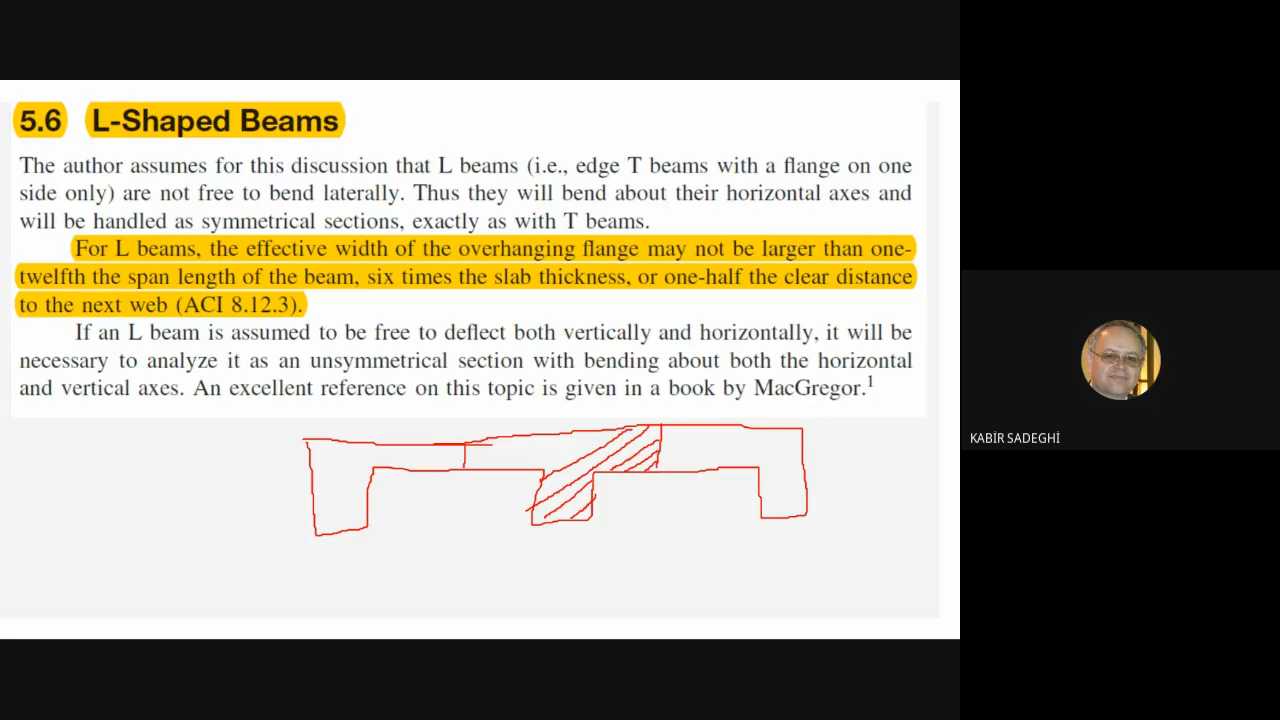 5.6 L-Shaped Beams
The author assumes for this discussion that L beams (i.e., edge T beams with a flange on one
side only) are not free to bend laterally. Thus they will bend about their horizontal axes and
will be handled as symmetrical sections, exactly as with T beams.
For L beams, the effective width of the overhanging flange may not be larger than one-
twelfth the span length of the beam, six times the slab thickness, or one-half the clear distance
to the next web (ACI 8.12.3).
If an L beam is assumed to be free to deflect both vertically and horizontally, it will be
necessary to analyze it as an unsymmetrical section with bending about both the horizontal
and vertical axes. An excellent reference on this topic is given in a book by MacGregor.1
KABİR SADEGHİ